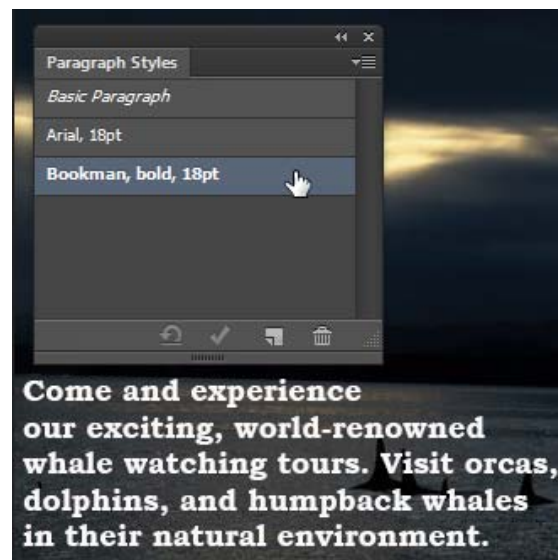 Paragraph Styles
Basic Paragraph
Arial, 18pt
Bookman, bold, 18pt
Come and experience
our exciting, world-renowned
whale watching tours. Visit orcas,
dolphins, and humpback whales
in their natural environment.